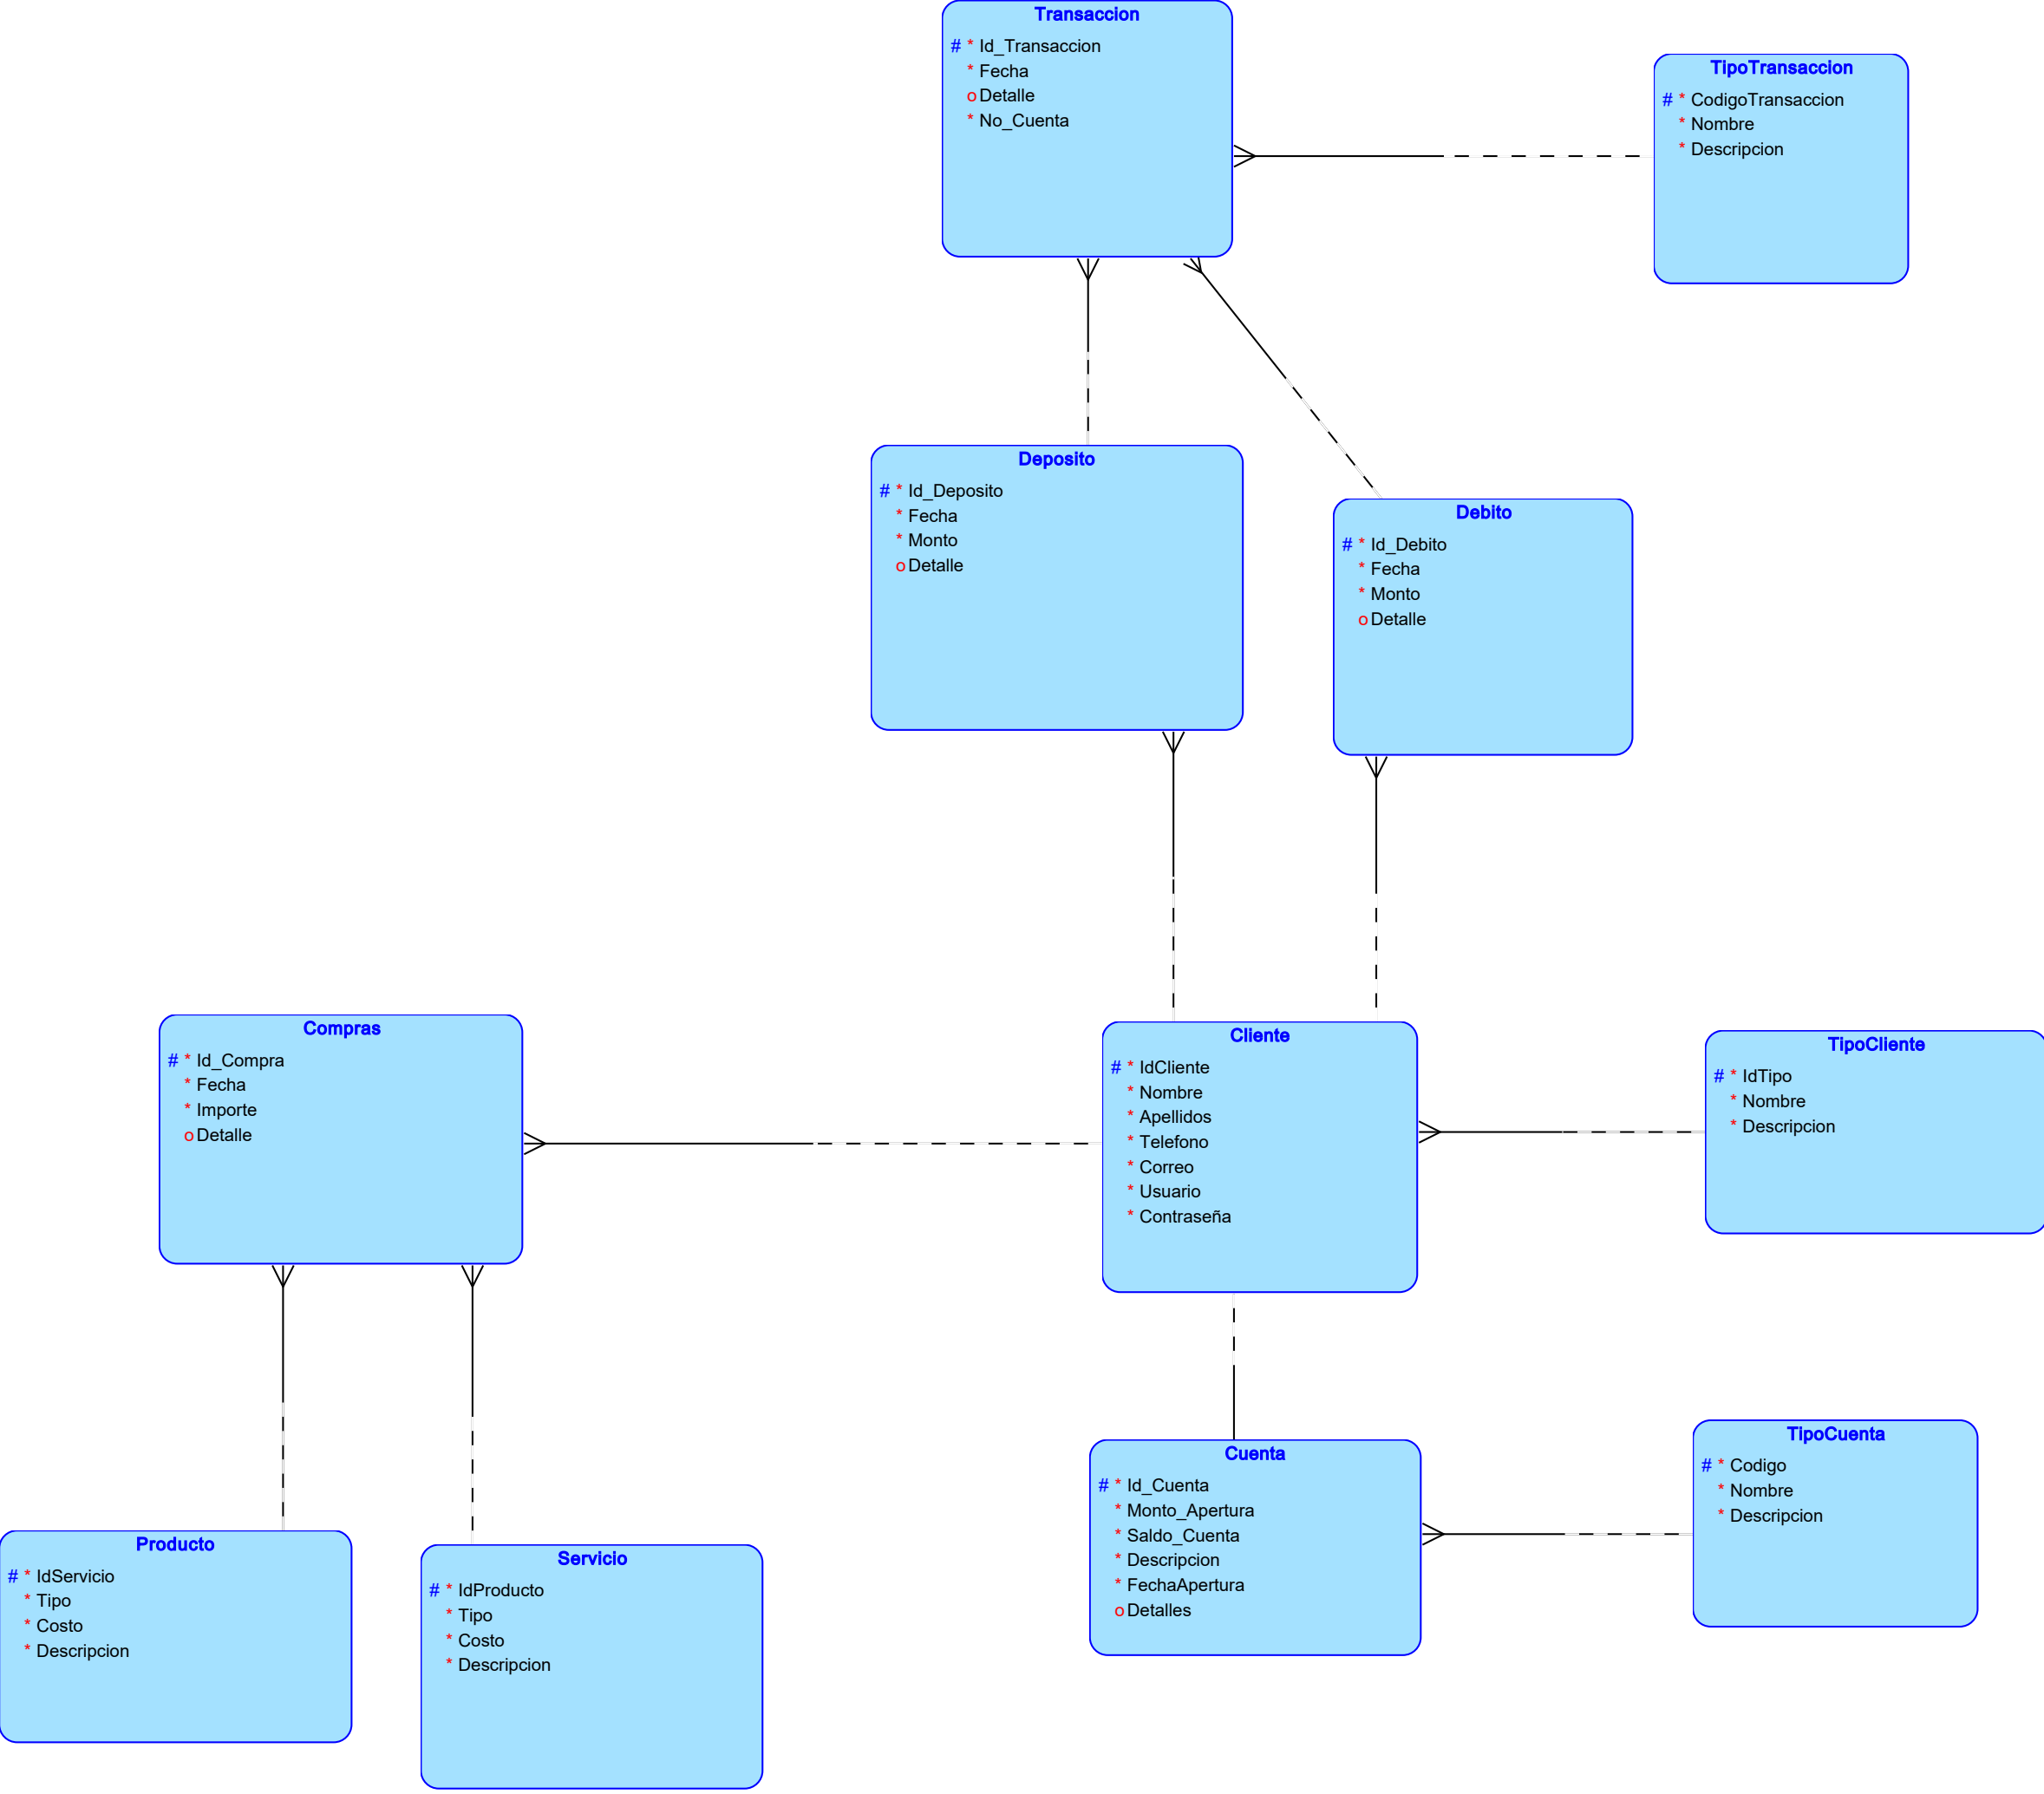 Transaccion
# * Id_Transaccion
* Fecha
o Detalle
* No_Cuenta
TipoTransaccion
# * CodigoTransaccion
* Nombre
* Descripcion
Deposito
# * Id_Deposito
* Fecha
* Monto
o Detalle
Debito
# * Id_Debito
* Fecha
* Monto
o Detalle
Compras
# * Id_Compra
* Fecha
* Importe
o Detalle
Cliente
# * IdCliente
* Nombre
* Apellidos
* Telefono
* Correo
* Usuario
* Contraseña
TipoCliente
# * IdTipo
* Nombre
* Descripcion
Cuenta
# * Id_Cuenta
* Monto_Apertura
* Saldo_Cuenta
* Descripcion
* FechaApertura
o Detalles
TipoCuenta
# * Codigo
* Nombre
* Descripcion
Producto
# * IdServicio
* Tipo
* Costo
* Descripcion
Servicio
# * IdProducto
* Tipo
* Costo
* Descripcion